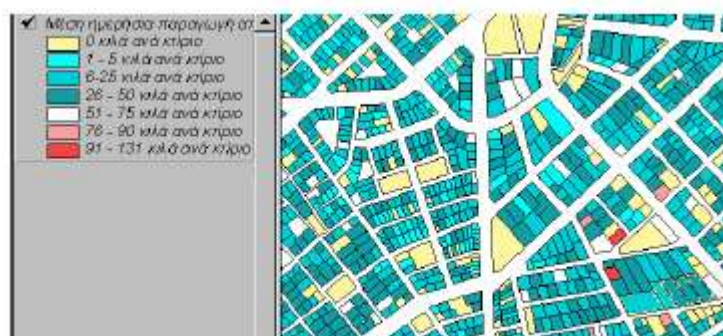 Μέση ημερήσια παραγωγή απ
0 κιλά ανά κτίριο
1 - 5 κιλά ανά κτίριο
6-25 κιλά ανά κτίριο
26 - 50 κιλά ανά κτίριο
51 - 75 κιλά ανά κτίριο
76 - 90 κιλά ανά κτίριο
91 - 131 κιλά ανά κτίριο